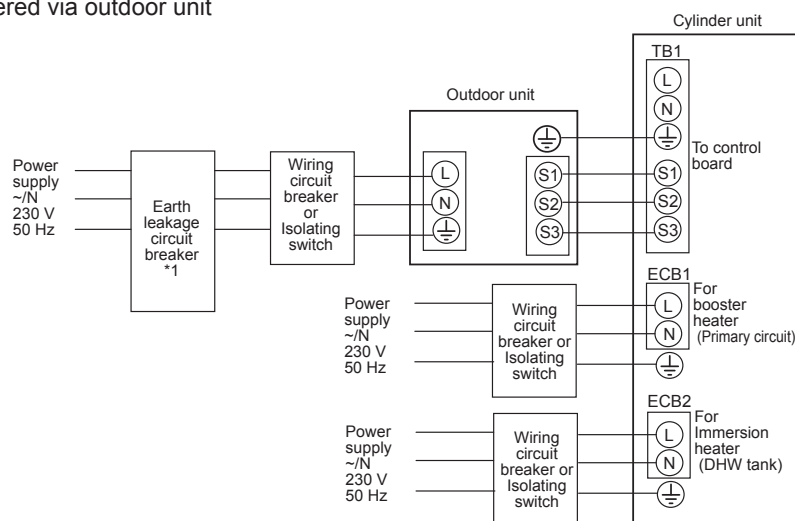 ered via outdoor unit
Cylinder unit
TB1
L
N
To control
board
S1
S2
S3
Outdoor unit
L
N
S1
S2
S3
Power
supply
~/N
230 V
50 Hz
Earth
leakage
circuit
breaker
*1
Wiring
circuit
breaker
or
Isolating
switch
ECB1
For
booster
heater
(Primary circuit)
L
N
Power
supply
~/N
230 V
50 Hz
Wiring
circuit
breaker or
Isolating
switch
ECB2
For
Immersion
heater
(DHW tank)
L
N
Power
supply
~/N
230 V
50 Hz
Wiring
circuit
breaker or
Isolating
switch